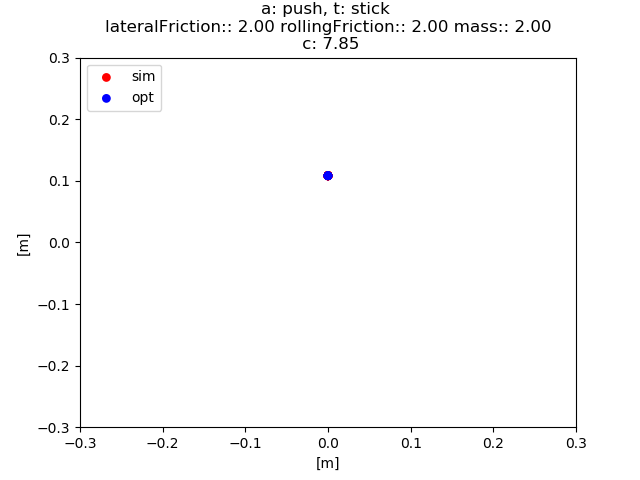 a: push, t: stick
lateralFriction:: 2.00 rollingFriction:: 2.00 mass:: 2.00
c: 7.85
sim
opt
0.3
0.2
0.1
0.0
−0.1
−0.2
−0.3
[m]
−0.3
−0.2
−0.1
0.0
0.1
0.2
0.3
[m]